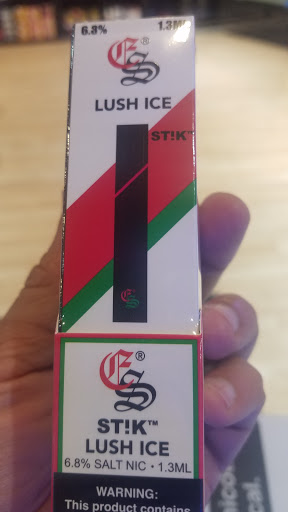 6.8% 1.3ML
ES®
LUSH ICE
ST!K™
ES
ES®
ST!K™
LUSH ICE
6.8% SALT NIC • 1.3ML
WARNING:
This product contains